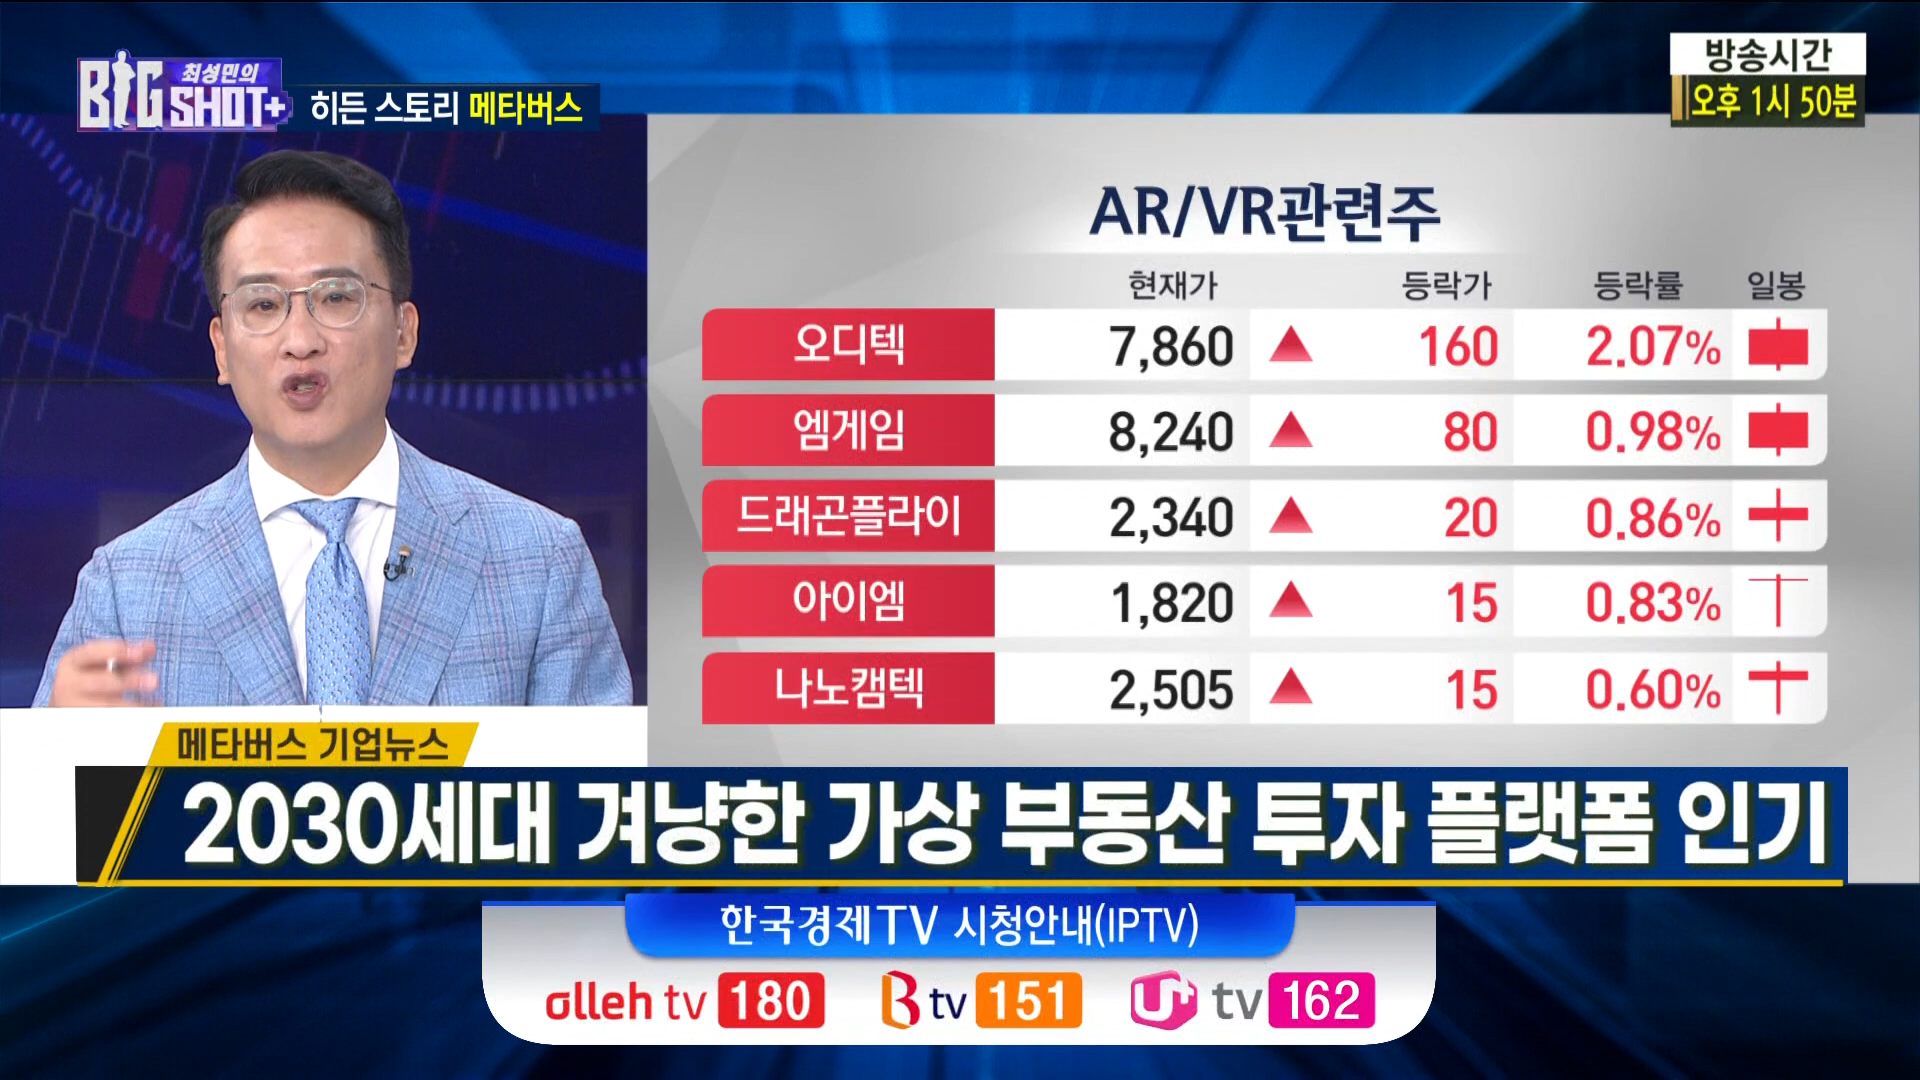 최성민의
BIG SHOT+
히든 스토리 메타버스
방송시간
오후 1시 50분
AR/VR관련주
현재가 등락가 등락률 일봉
오디텍 7,860 ▲ 160 2.07%
엠게임 8,240 ▲ 80 0.98%
드래곤플라이 2,340 ▲ 20 0.86%
아이엠 1,820 ▲ 15 0.83%
나노캠텍 2,505 ▲ 15 0.60%
메타버스 기업뉴스
2030세대 겨냥한 가상 부동산 투자 플랫폼 인기
한국경제TV 시청안내(IPTV)
olleh tv 180 B tv 151 U+ tv 162